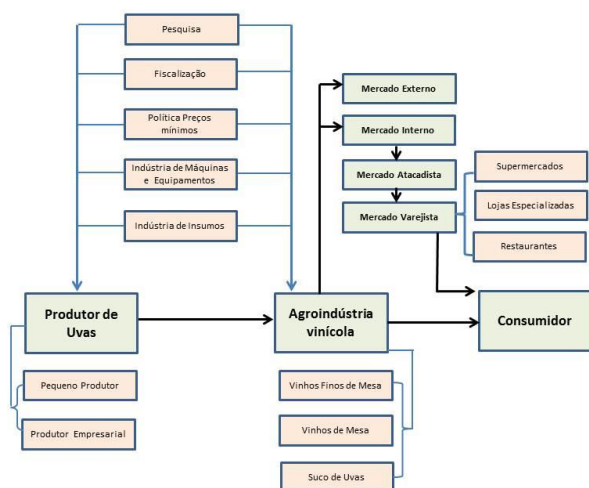 Pesquisa
Fiscalização
Política Preços
mínimos
Indústria de Máquinas
e Equipamentos
Indústria de Insumos
Mercado Externo
Mercado Interno
Mercado Atacadista
Mercado Varejista
Supermercados
Lojas Especializadas
Restaurantes
Produtor de
Uvas
Agroindústria
vinícola
Consumidor
Pequeno Produtor
Produtor Empresarial
Vinhos Finos de Mesa
Vinhos de Mesa
Suco de Uvas